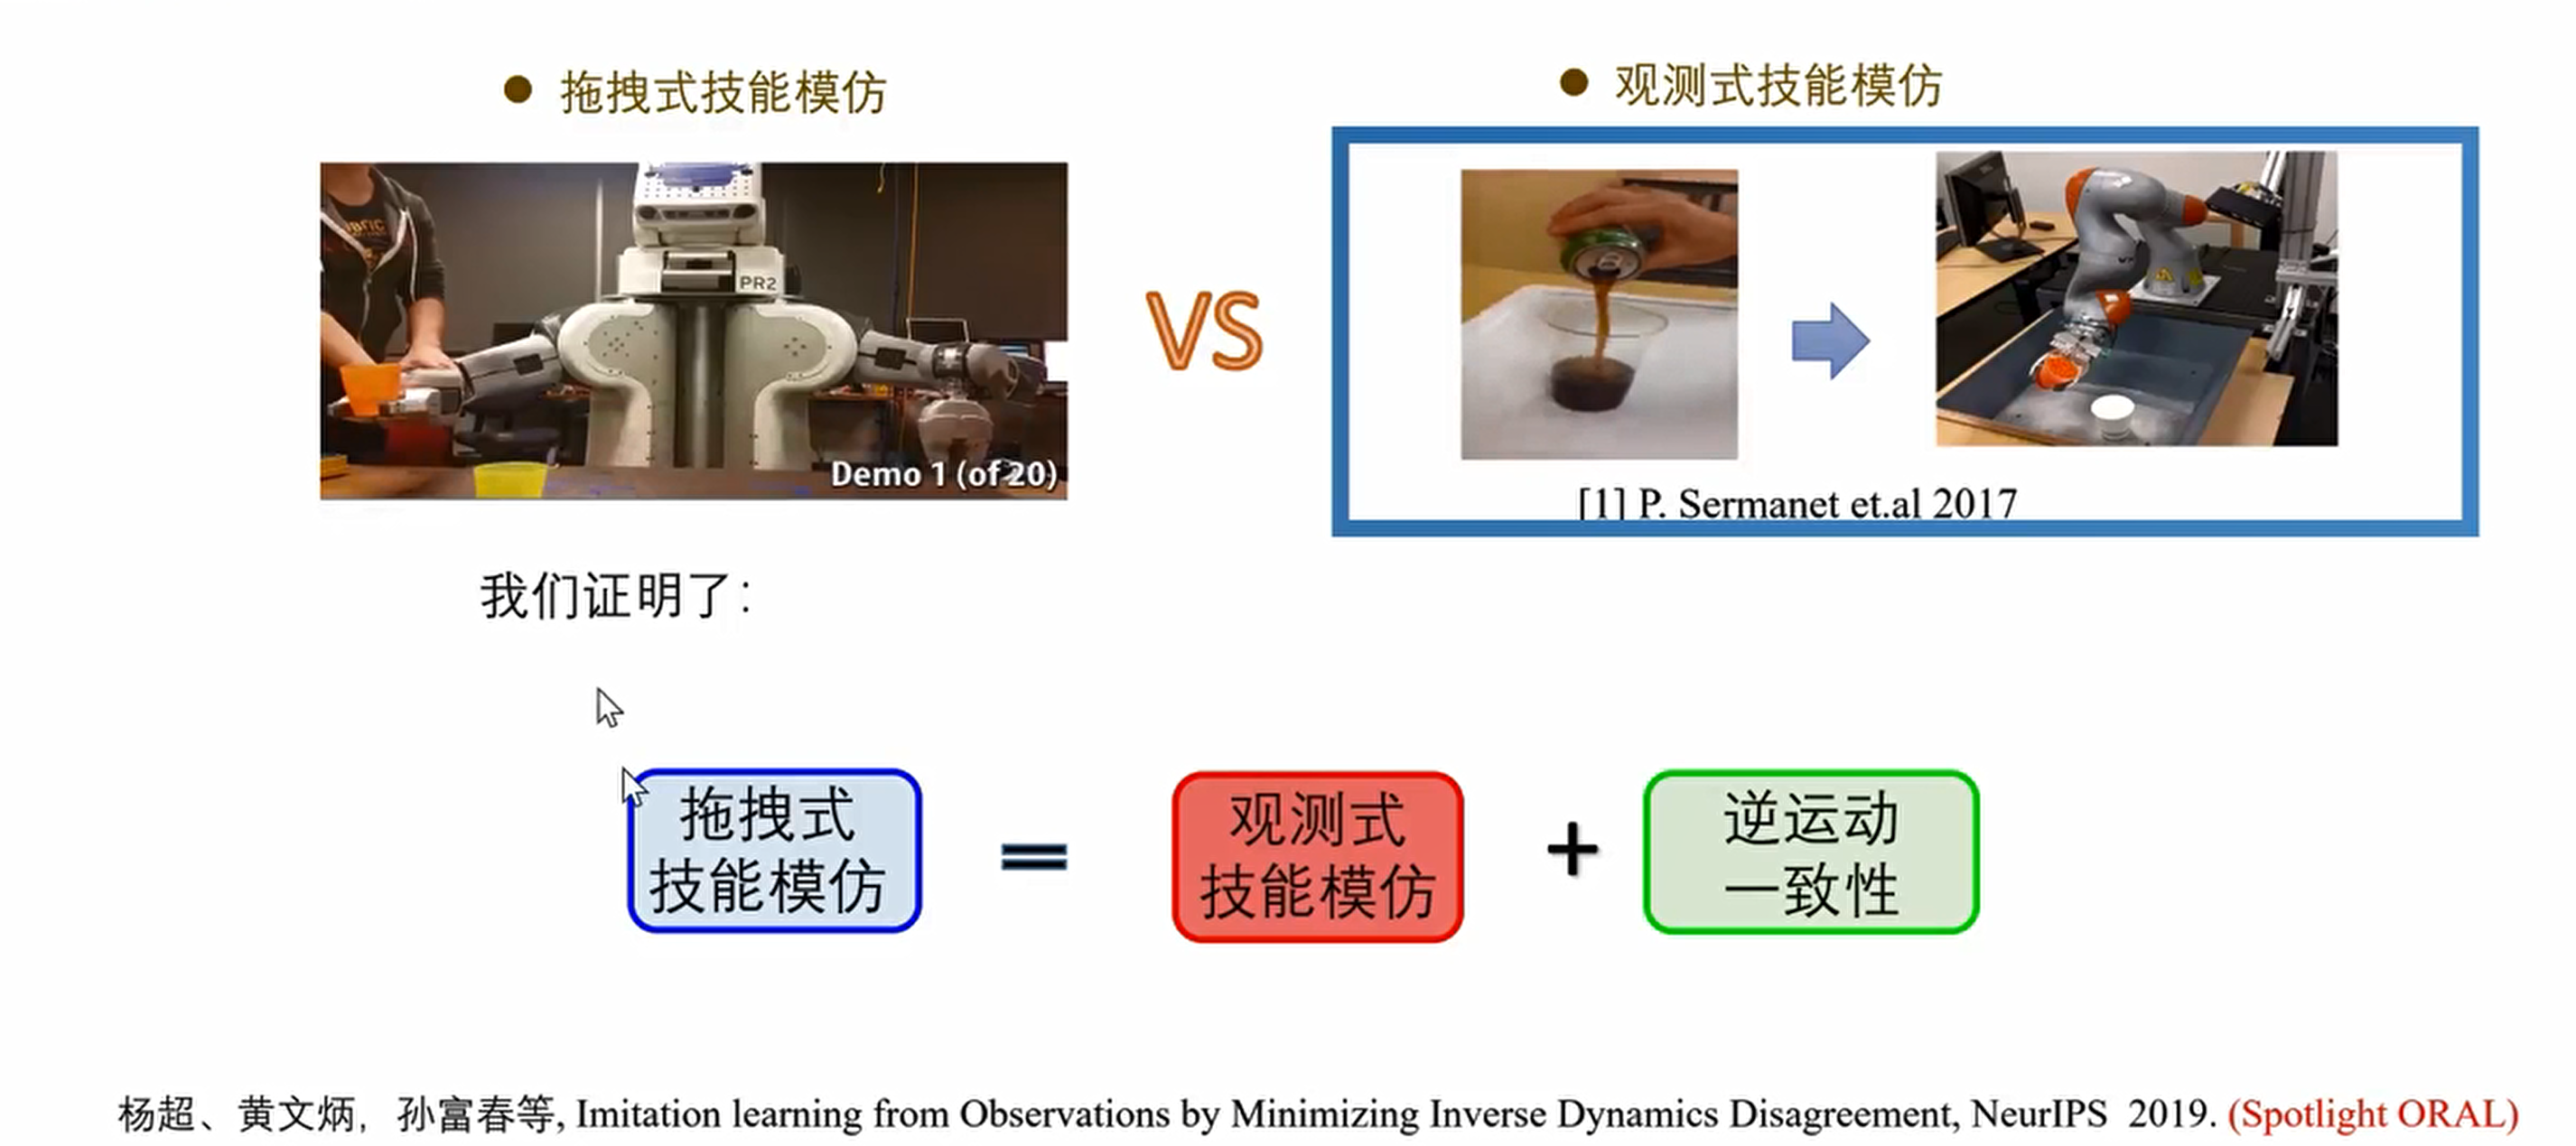 ● 拖拽式技能模仿
● 观测式技能模仿
PR2
Demo 1 (of 20)
VS
[1] P. Sermanet et.al 2017
我们证明了：
拖拽式
技能模仿
=
观测式
技能模仿
+
逆运动
一致性
杨超、黄文炳，孙富春等, Imitation learning from Observations by Minimizing Inverse Dynamics Disagreement, NeurIPS 2019. (Spotlight ORAL)